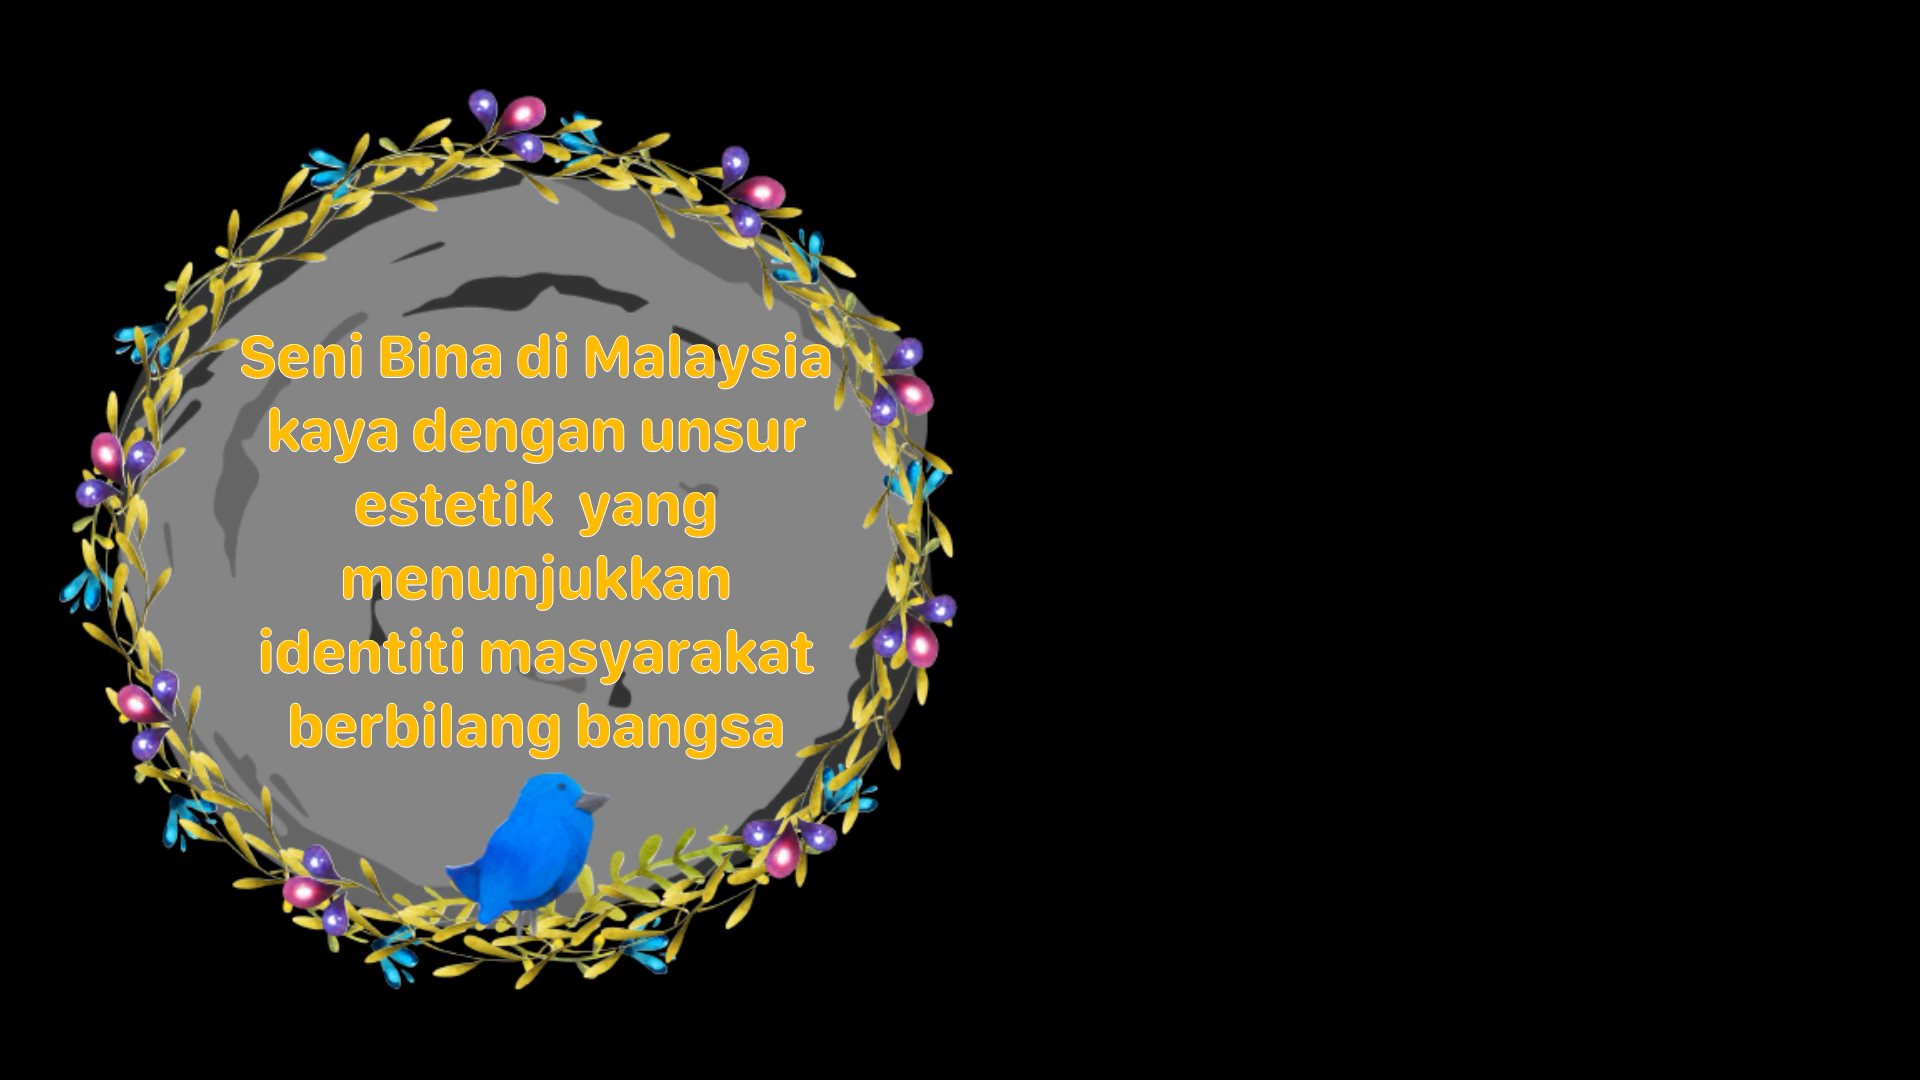 Seni Bina di Malaysia
kaya dengan unsur
estetik  yang
menunjukkan
identiti masyarakat
berbilang bangsa